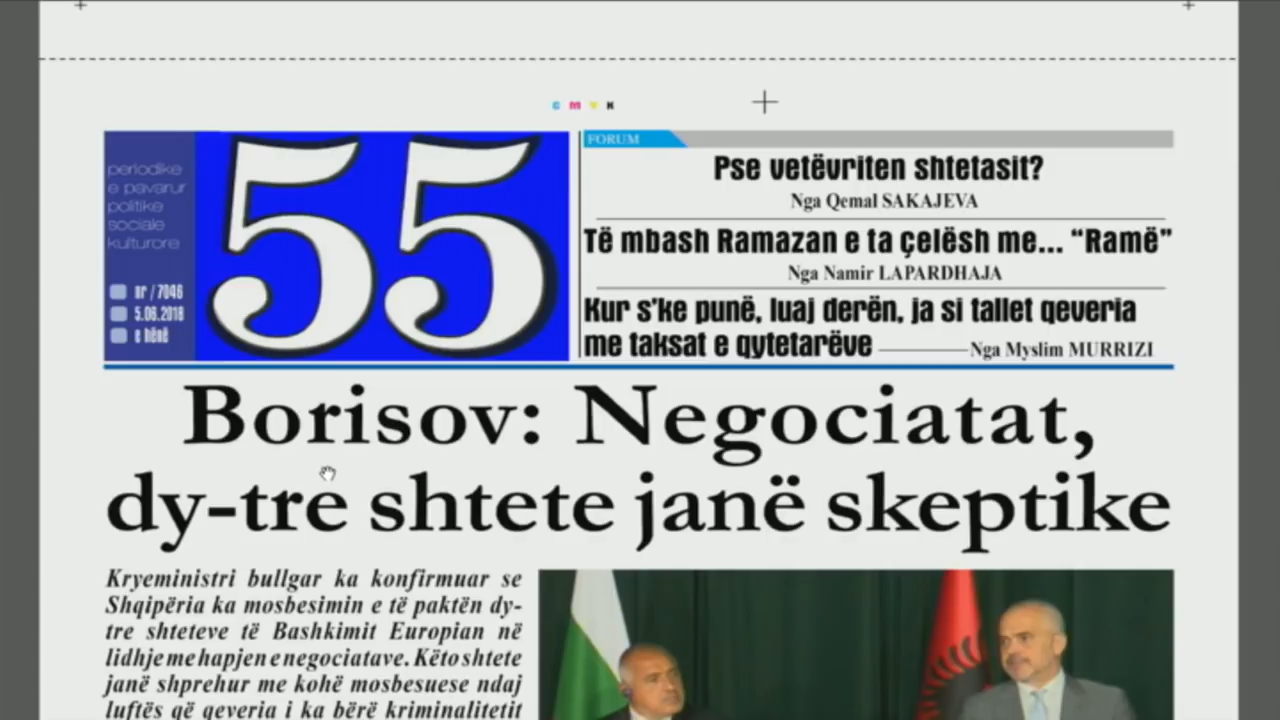 C M Y K
periodike
e pavarur
politike
sociale
kulturore
nr / 7046
5.06.2018
e hënë
55
FORUM
Pse vetëvriten shtetasit?
Nga Qemal SAKAJEVA
Të mbash Ramazan e ta çelësh me... “Ramë”
Nga Namir LAPARDHAJA
Kur s'ke punë, luaj derën, ja si tallet qeveria
me taksat e qytetarëve Nga Myslim MURRIZI
Borisov: Negociatat,
dy-tre shtete janë skeptike
Kryeministri bullgar ka konfirmuar se
Shqipëria ka mosbesimin e të paktën dy-
tre shteteve të Bashkimit Europian në
lidhje me hapjen e negociatave. Këto shtete
janë shprehur me kohë mosbesuese ndaj
luftës që qeveria i ka bërë kriminalitetit